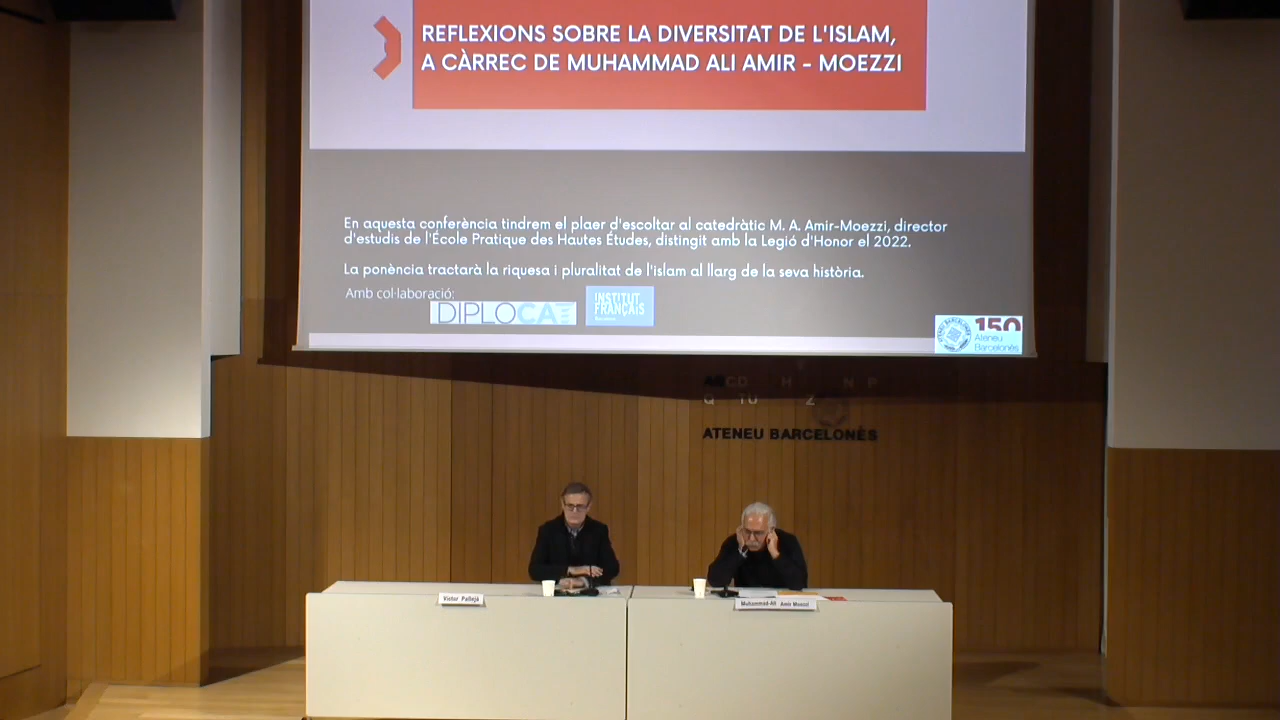 REFLEXIONS SOBRE LA DIVERSITAT DE L'ISLAM,
A CÀRREC DE MUHAMMAD ALI AMIR - MOEZZI
En aquesta conferència tindrem el plaer d'escoltar al catedràtic M. A. Amir-Moezzi, director
d'estudis de l'École Pratique des Hautes Études, distingit amb la Legió d'Honor el 2022.
La ponència tractarà la riquesa i pluralitat de l'islam al llarg de la seva història.
Amb col·laboració:
DIPLOCAT
INSTITUT
FRANÇAIS
150
Ateneu
Barcelonès
ATENEU BARCELONÈS
Víctor Pallejà
Muhammad-Ali Amir Moezzi